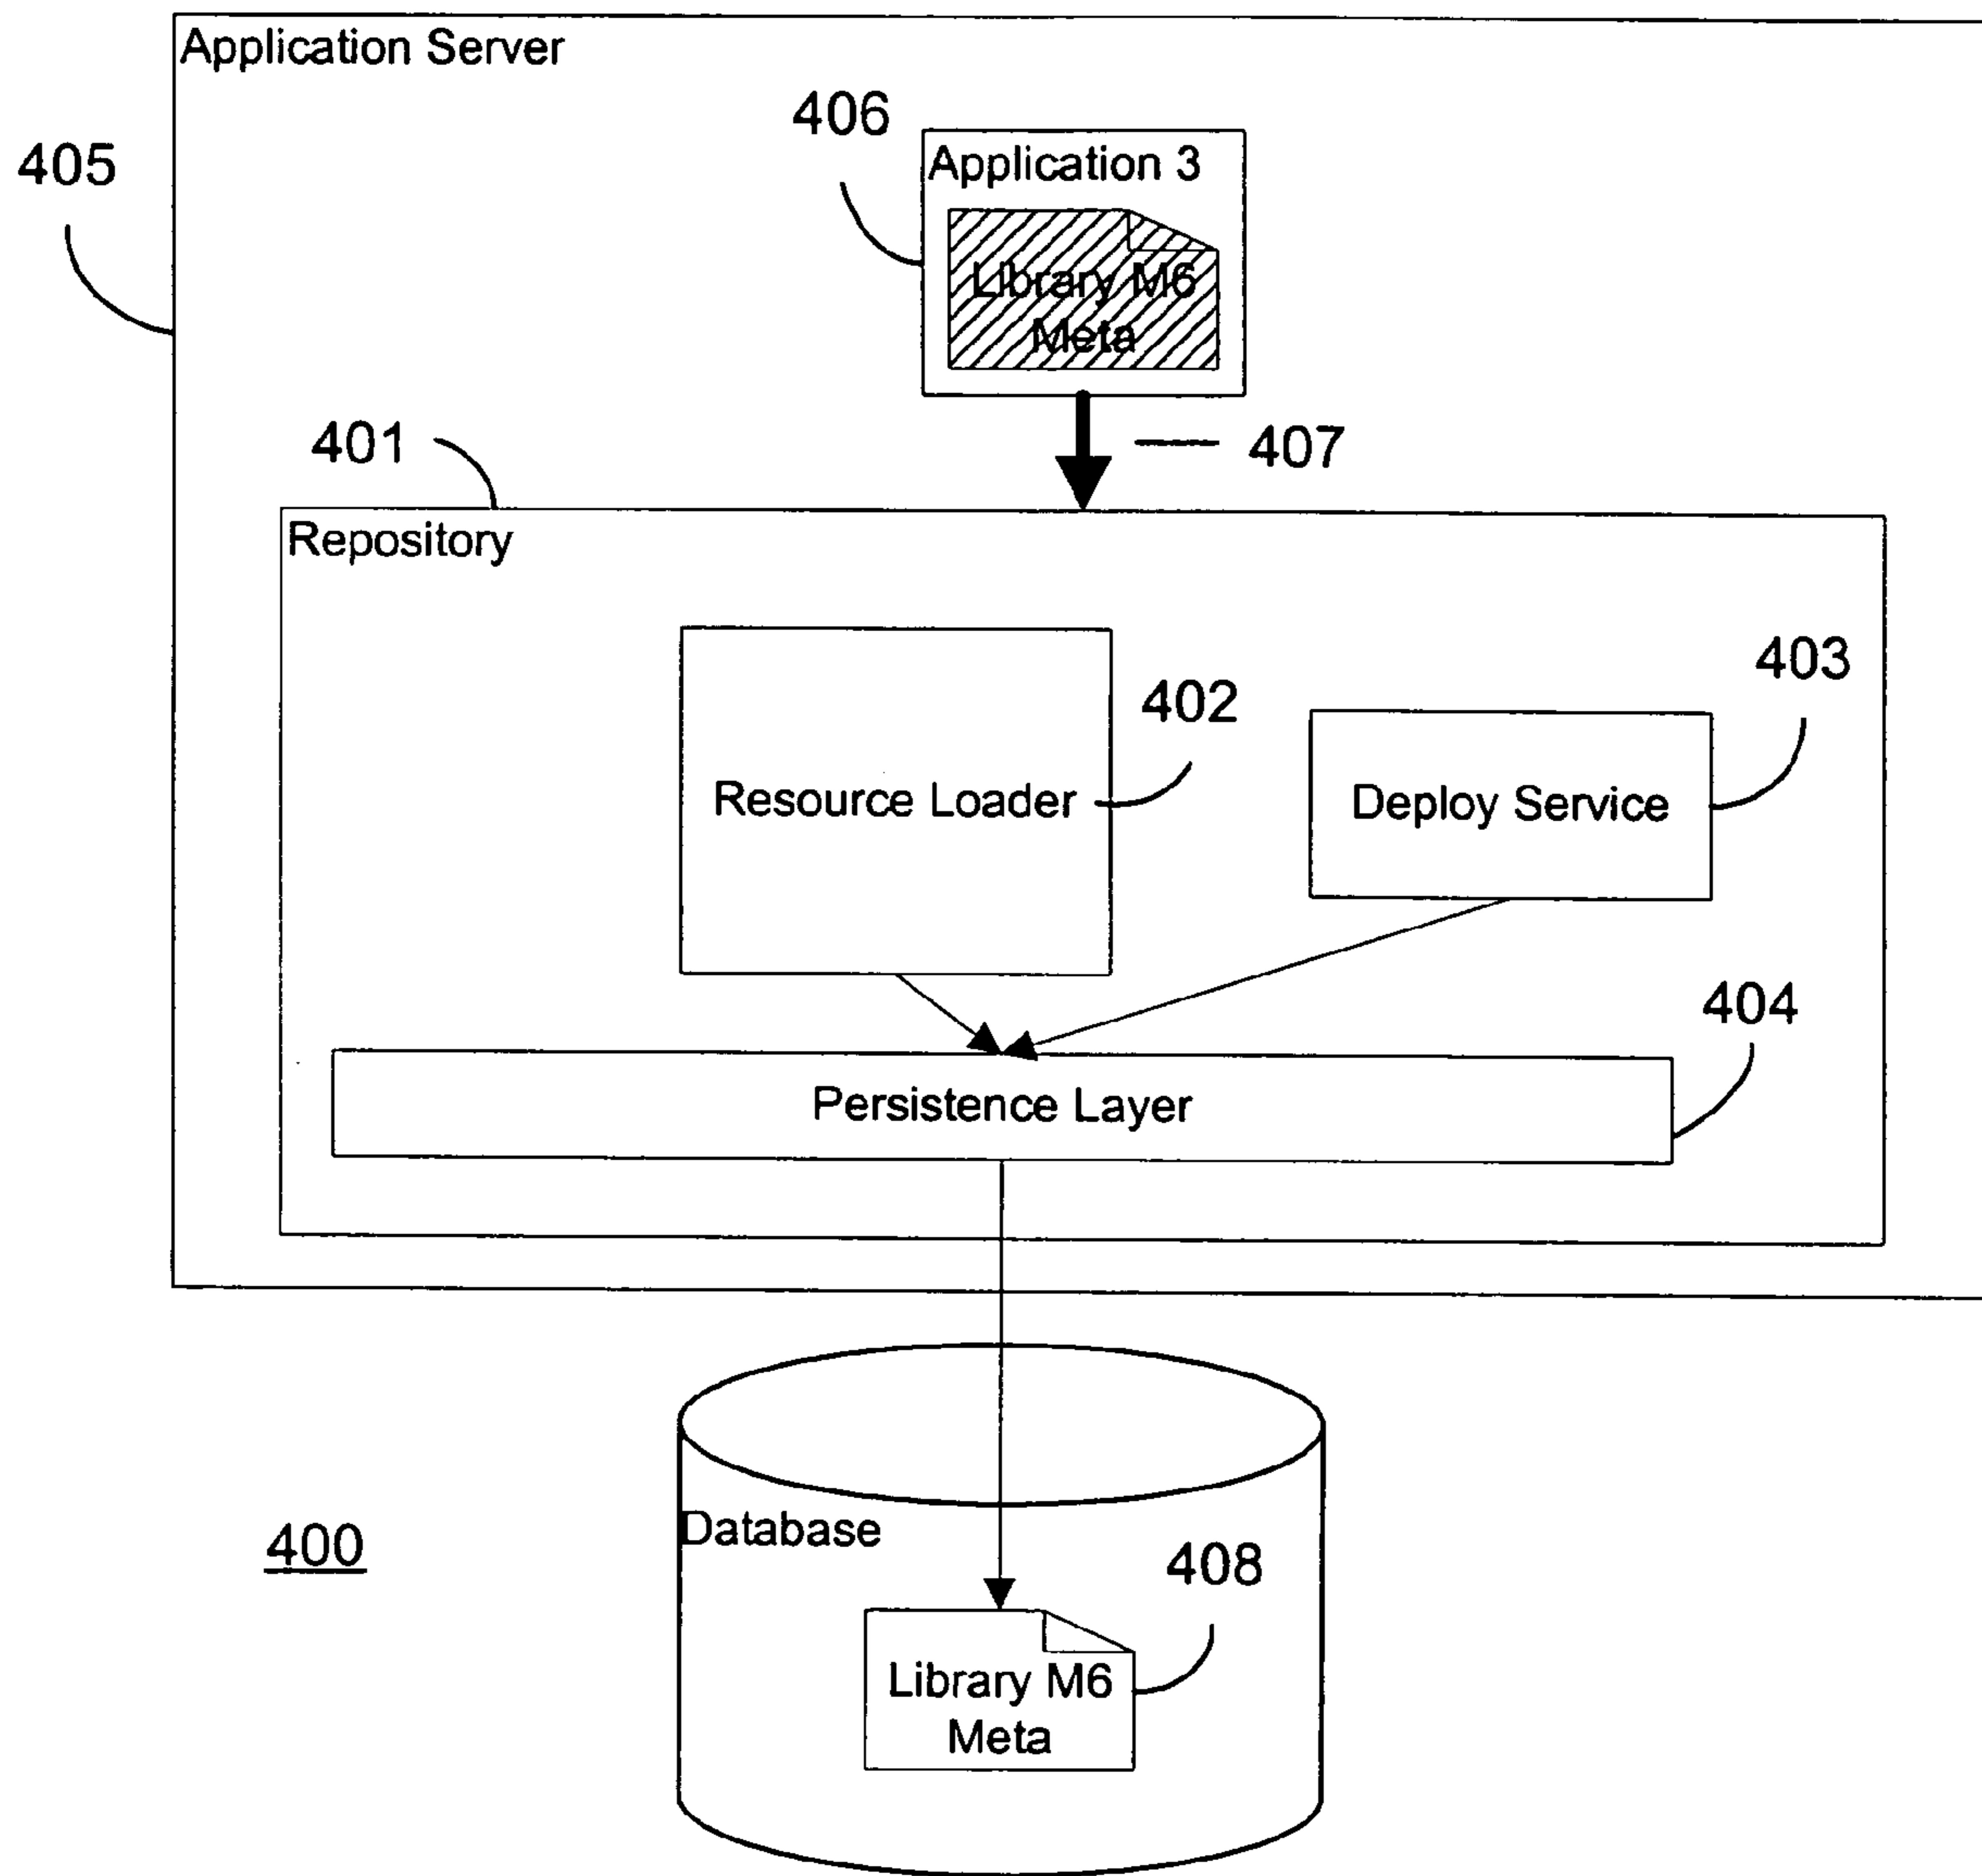 Application Server
406
405
Application 3
Library M6
Meta
401
407
Repository
403
402
Resource Loader
Deploy Service
404
Persistence Layer
400
Database
408
Library M6
Meta